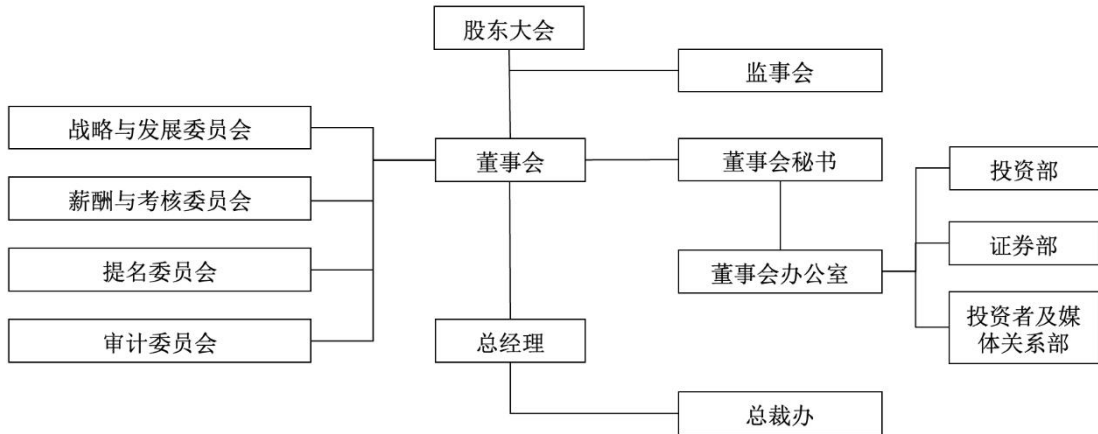 股东大会
监事会
战略与发展委员会
董事会
董事会秘书
投资部
薪酬与考核委员会
证券部
提名委员会
董事会办公室
投资者及媒
体关系部
审计委员会
总经理
总裁办